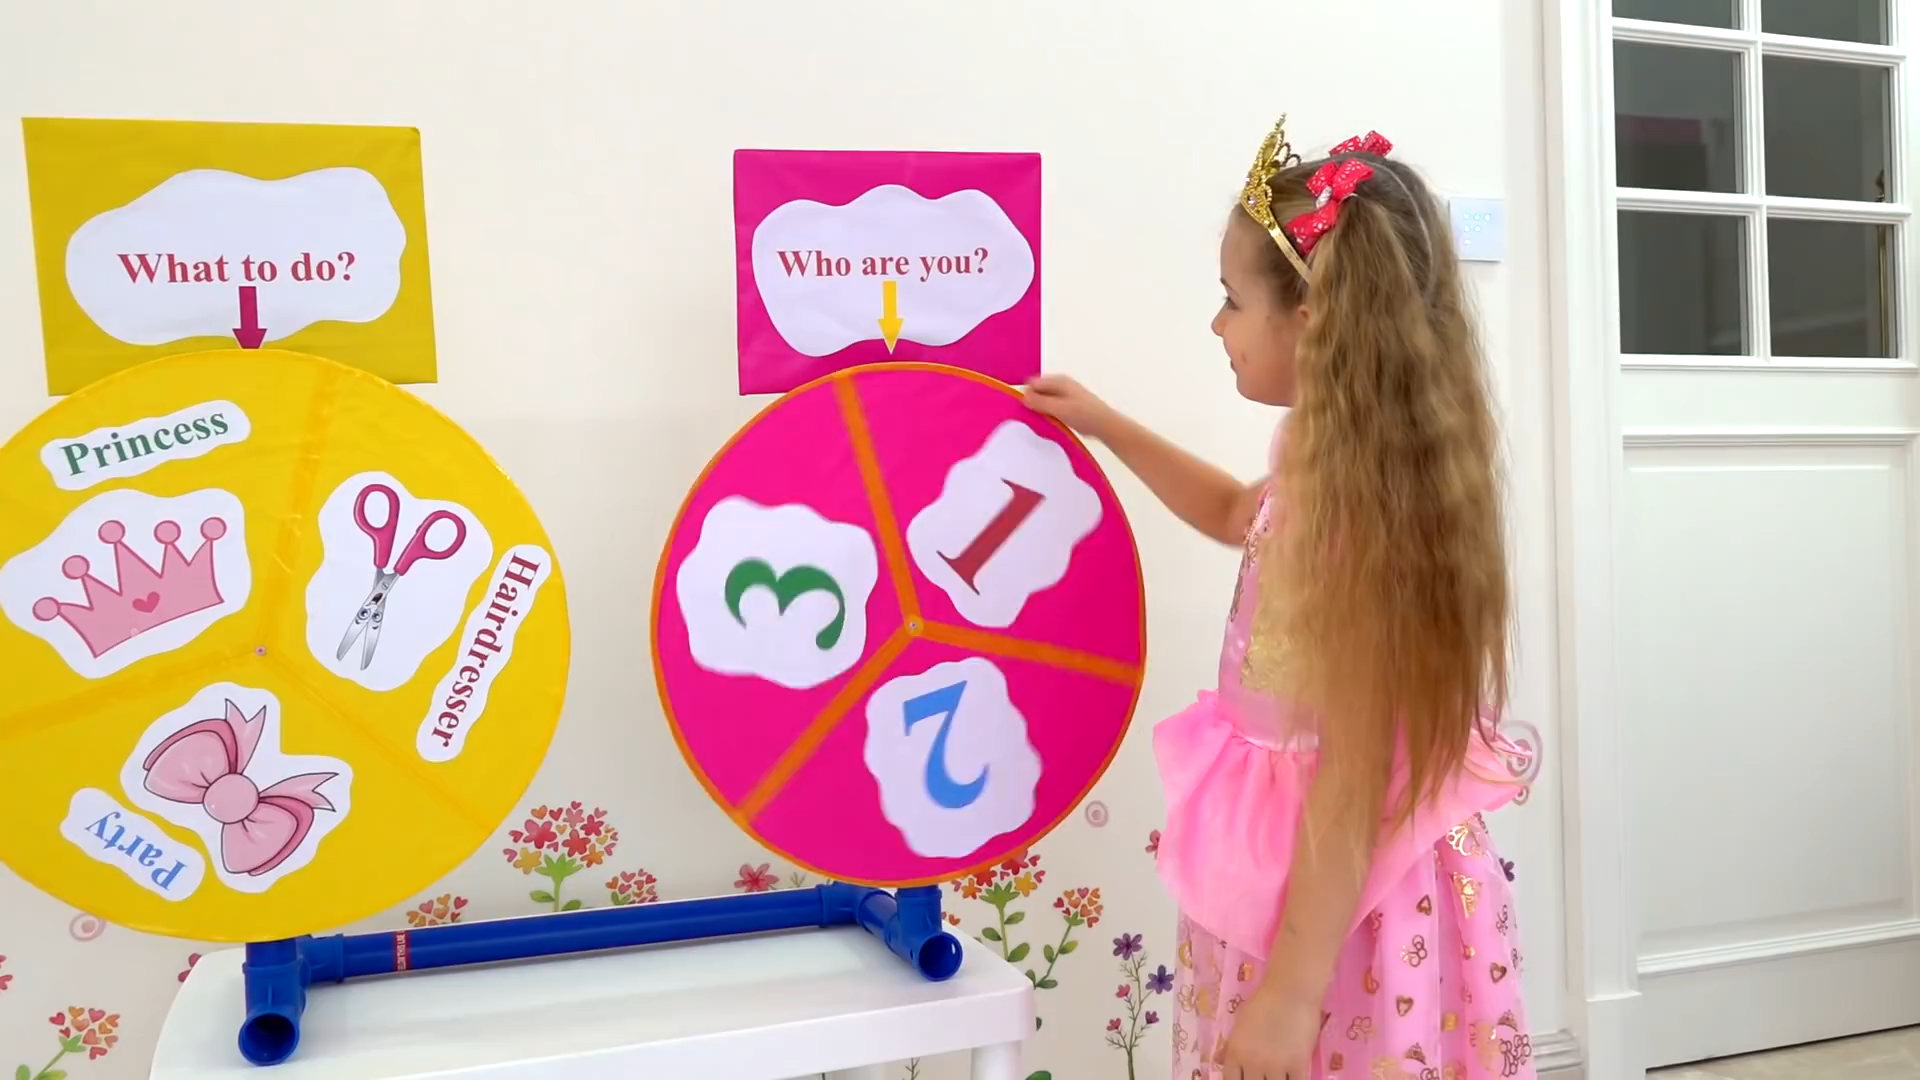 What to do?
Who are you?
Princess
Hairdresser
Party
1
3
2